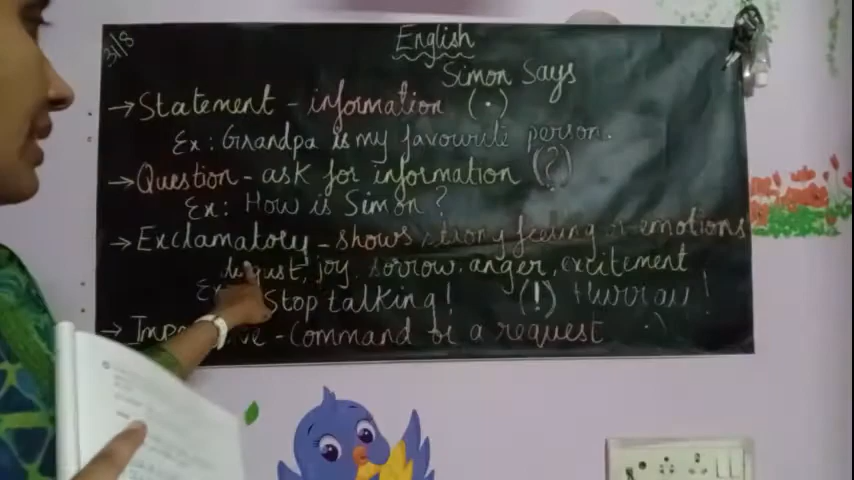 31/8
English
Simon Says
→ Statement - information (.)
Ex: Grandpa is my favourite person.
→ Question - ask for information (?)
Ex: How is Simon?
→ Exclamatory - shows strong feeling or emotions
disgust, joy, sorrow, anger, excitement
Stop talking! (!) Hurray!
→ - Command or a request .)